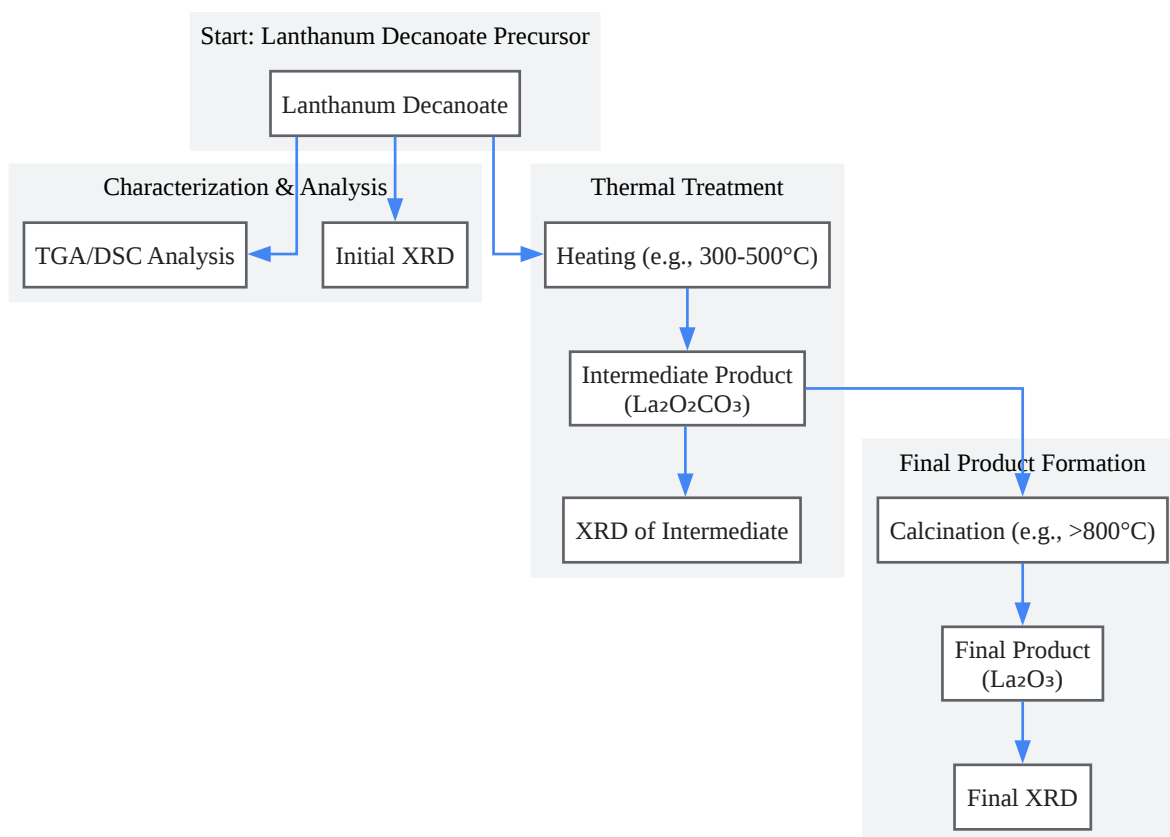 Start: Lanthanum Decanoate Precursor
Lanthanum Decanoate
Characterization & Analysis
TGA/DSC Analysis
Initial XRD
Thermal Treatment
Heating (e.g., 300-500°C)
Intermediate Product
(La₂O₂CO₃)
XRD of Intermediate
Final Product Formation
Calcination (e.g., >800°C)
Final Product
(La₂O₃)
Final XRD